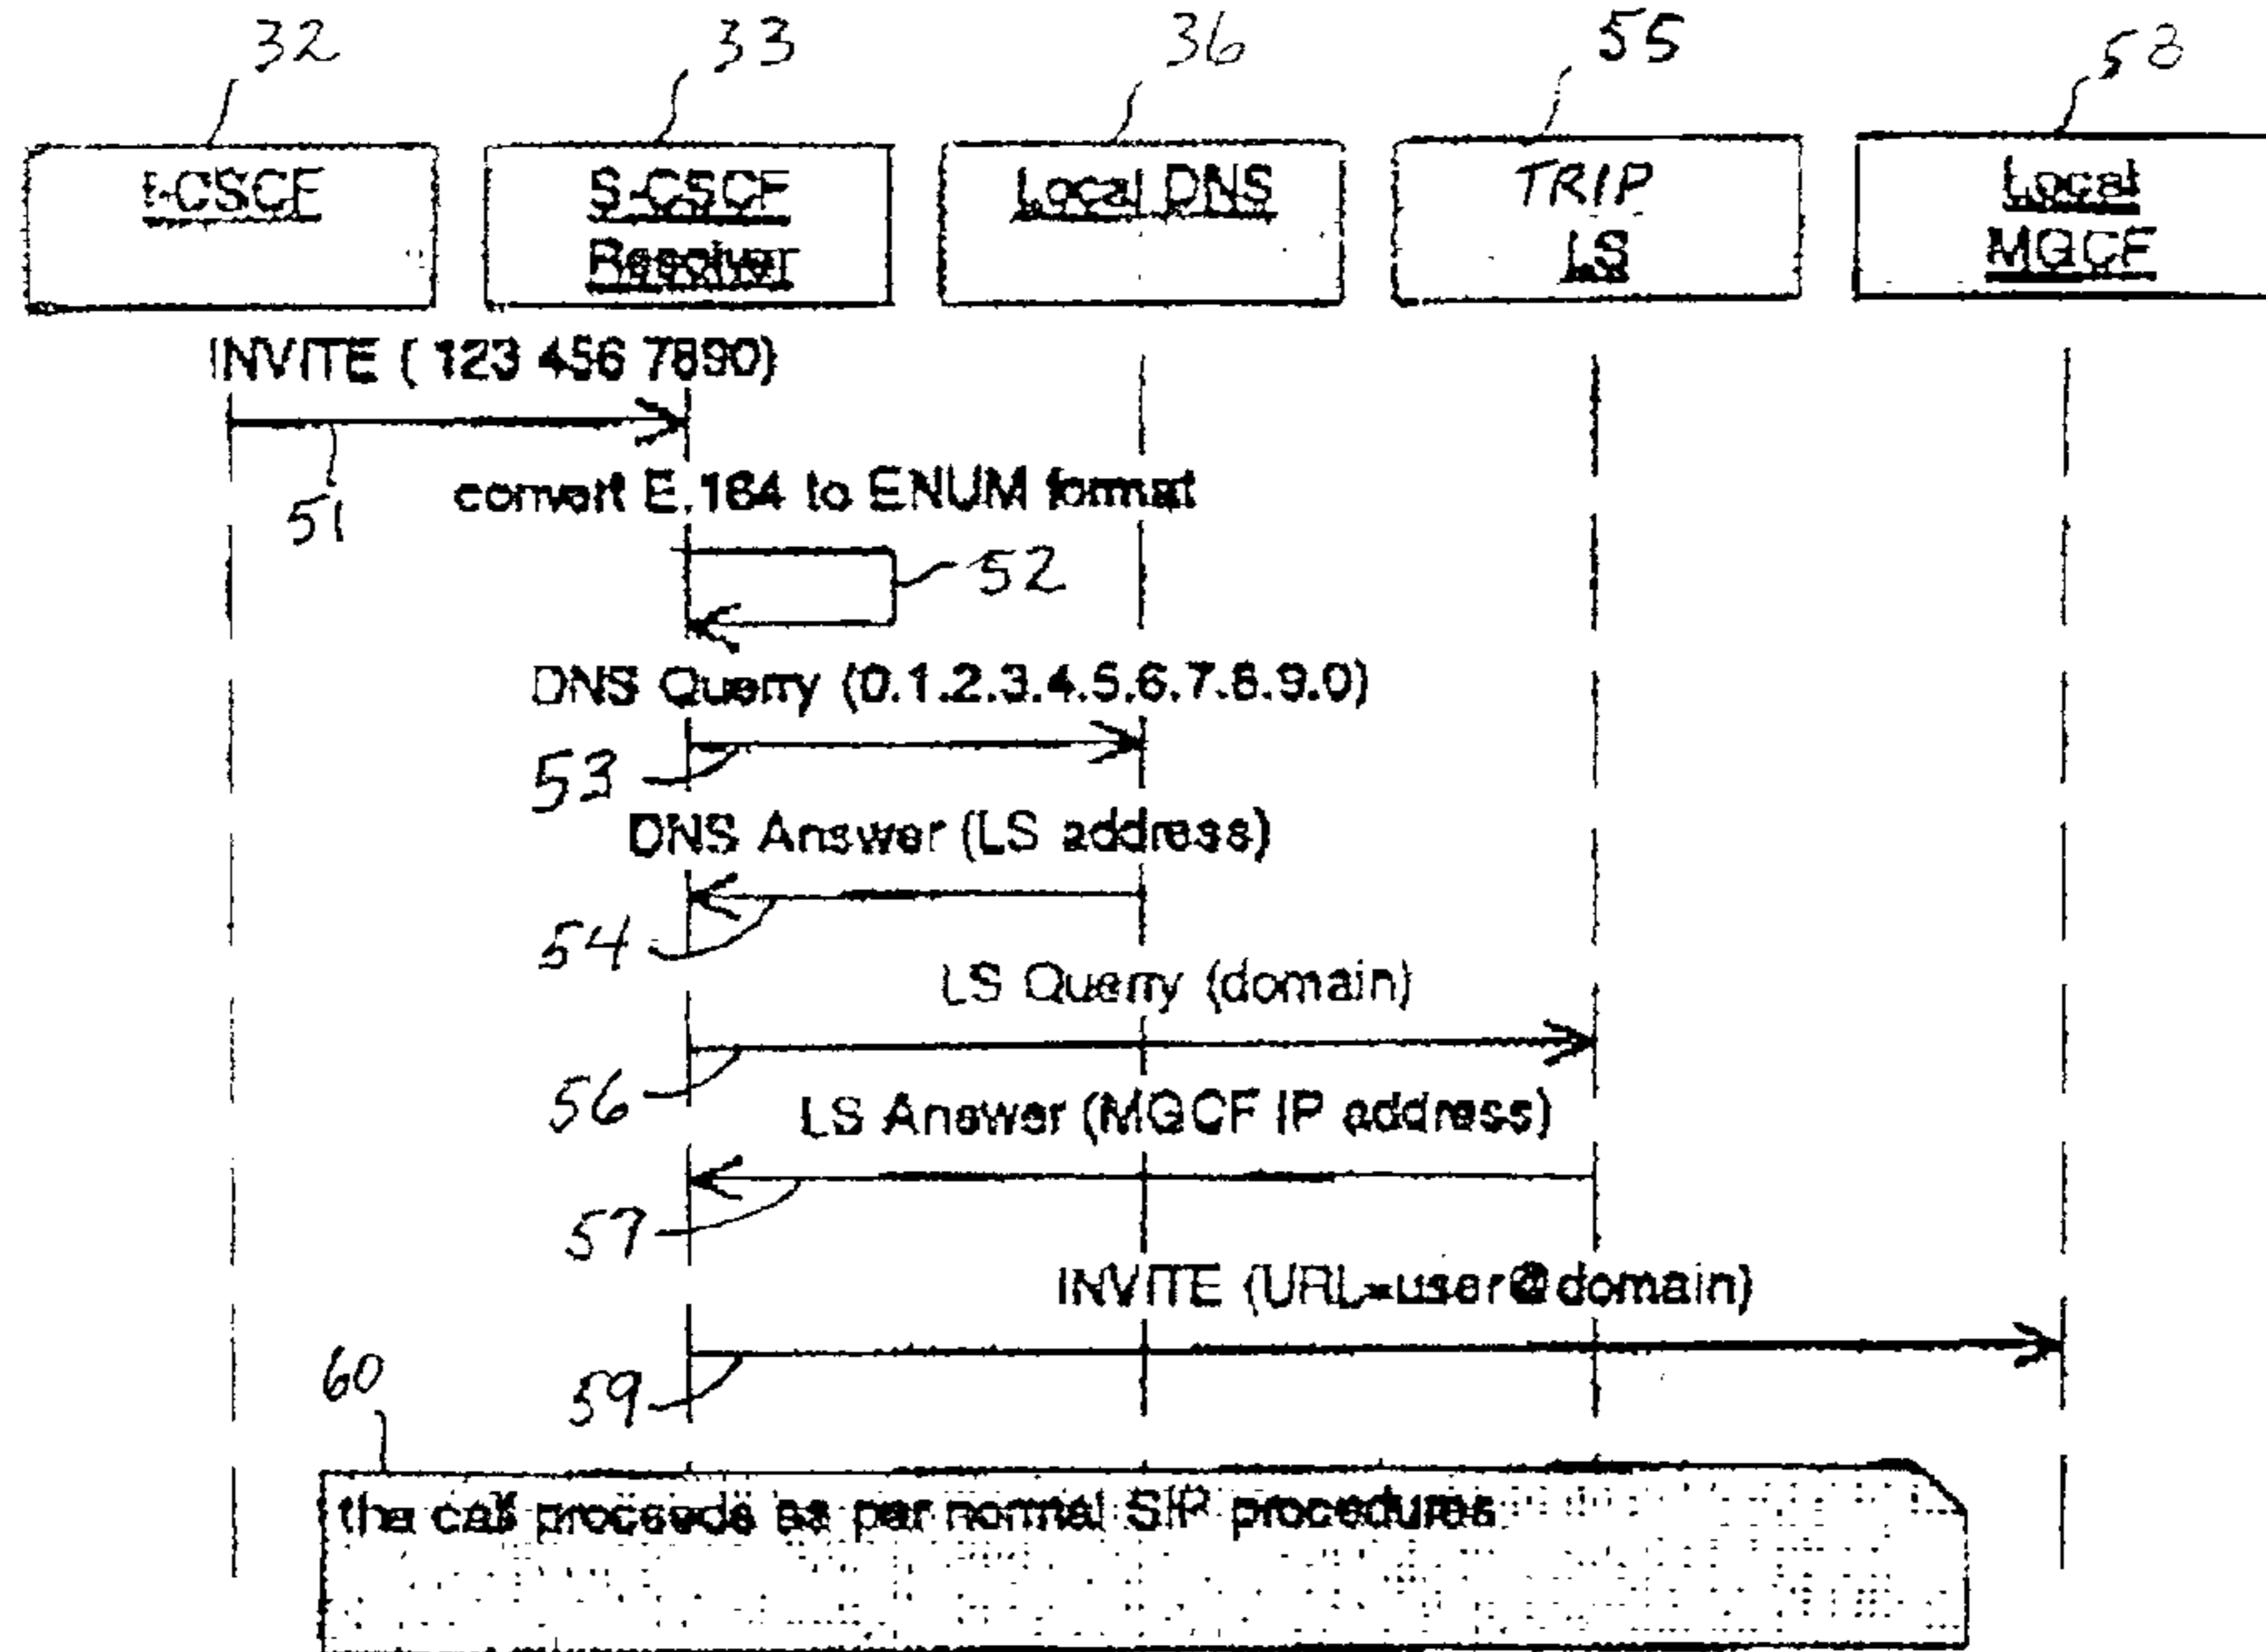 32
33
36
55
58
I-CSCF
S-CSCF
Resolver
Local DNS
TRIP
LS
Local
MGCF
INVITE ( 123 456 7890)
51
convert E.164 to ENUM format
52
DNS Querry (0.1.2.3.4.5.6.7.8.9.0)
53
DNS Answer (LS address)
54
LS Querry (domain)
56
LS Answer (MGCF IP address)
57
INVITE (URL=user@domain)
59
60
the call proceeds as per normal SIP procedures